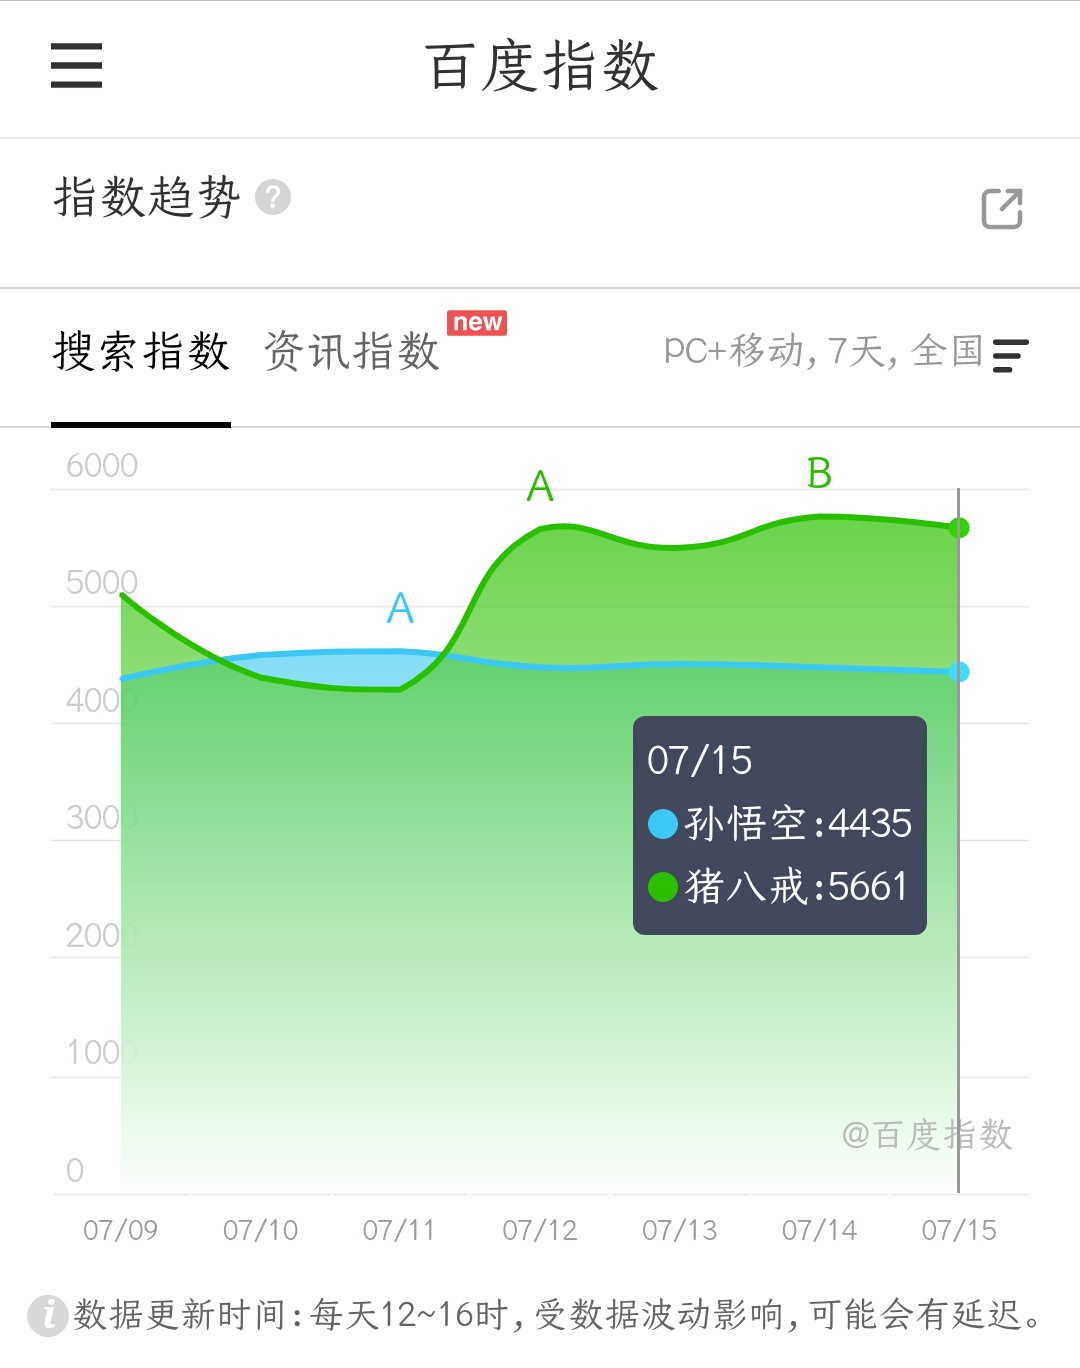 百度指数
指数趋势 ?
搜索指数 资讯指数 new PC+移动, 7天, 全国
6000
5000
4000
3000
2000
1000
0
A
A
B
07/15
孙悟空:4435
猪八戒:5661
@百度指数
07/09 07/10 07/11 07/12 07/13 07/14 07/15
i 数据更新时间:每天12~16时,受数据波动影响,可能会有延迟。